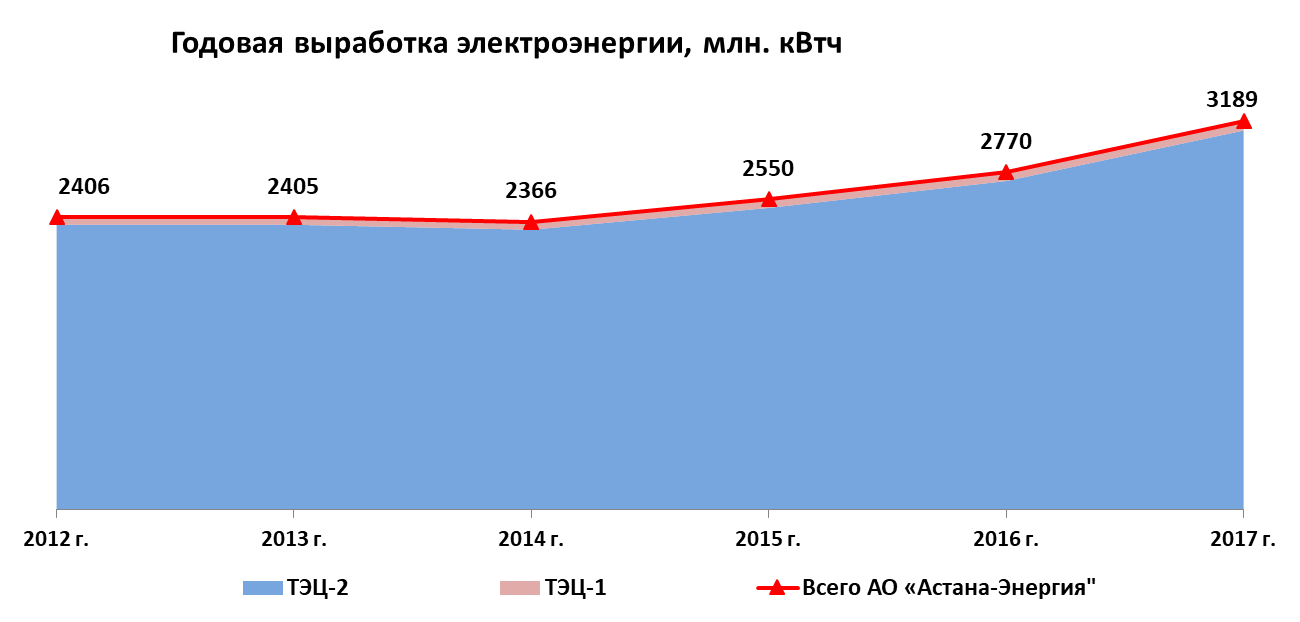 Годовая выработка электроэнергии, млн. кВтч
3189
2770
2550
2406
2405
2366
2012 г.
2013 г.
2014 г.
2015 г.
2016 г.
2017 г.
ТЭЦ-2
ТЭЦ-1
Всего АО «Астана-Энергия"